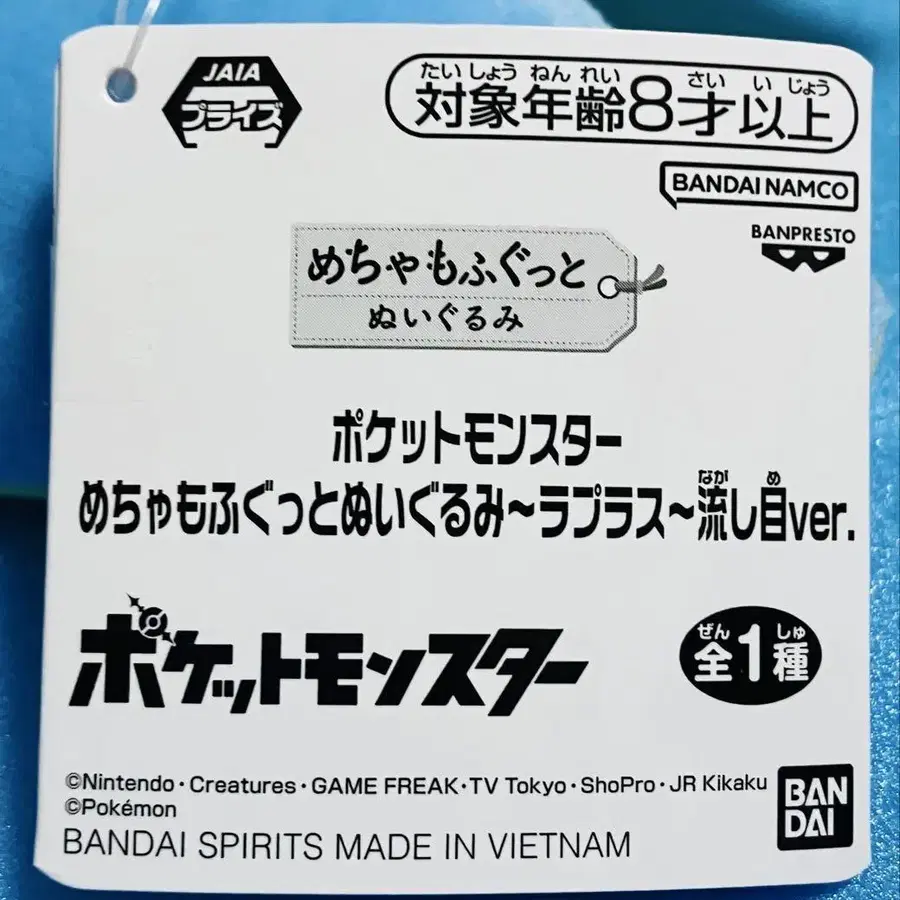 JAIA
プライズ
たいしょうねんれい さいいじょう
対象年齢8才以上
BANDAI NAMCO
BANPRESTO
めちゃもふぐっと
ぬいぐるみ
ポケットモンスター
なが め
めちゃもふぐっとぬいぐるみ~ラプラス~流し目ver.
ポケットモンスター
ぜん しゅ
全1種
©Nintendo・Creatures・GAME FREAK・TV Tokyo・ShoPro・JR Kikaku
©Pokémon
BANDAI SPIRITS MADE IN VIETNAM
BAN
DAI